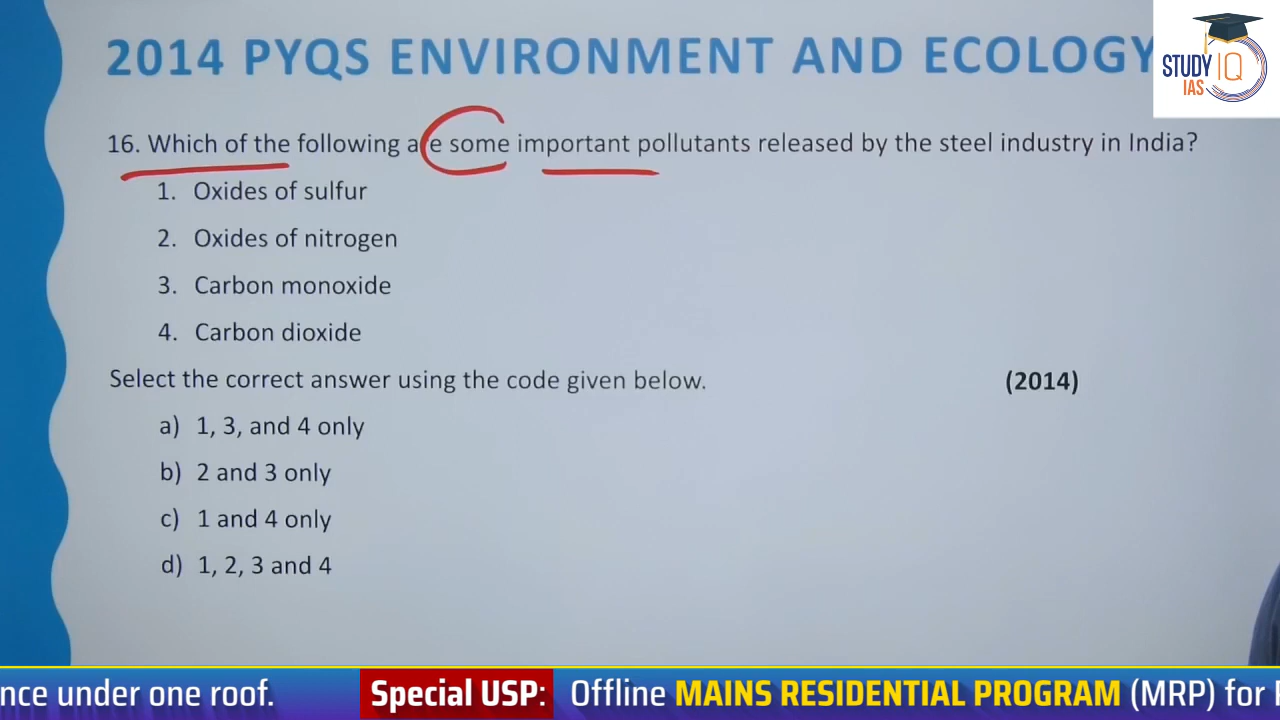 2014 PYQS ENVIRONMENT AND ECOLOGY
STUDY IQ
IAS
16. Which of the following are some important pollutants released by the steel industry in India?
1. Oxides of sulfur
2. Oxides of nitrogen
3. Carbon monoxide
4. Carbon dioxide
Select the correct answer using the code given below. (2014)
a) 1, 3, and 4 only
b) 2 and 3 only
c) 1 and 4 only
d) 1, 2, 3 and 4
nce under one roof. Special USP: Offline MAINS RESIDENTIAL PROGRAM (MRP) for